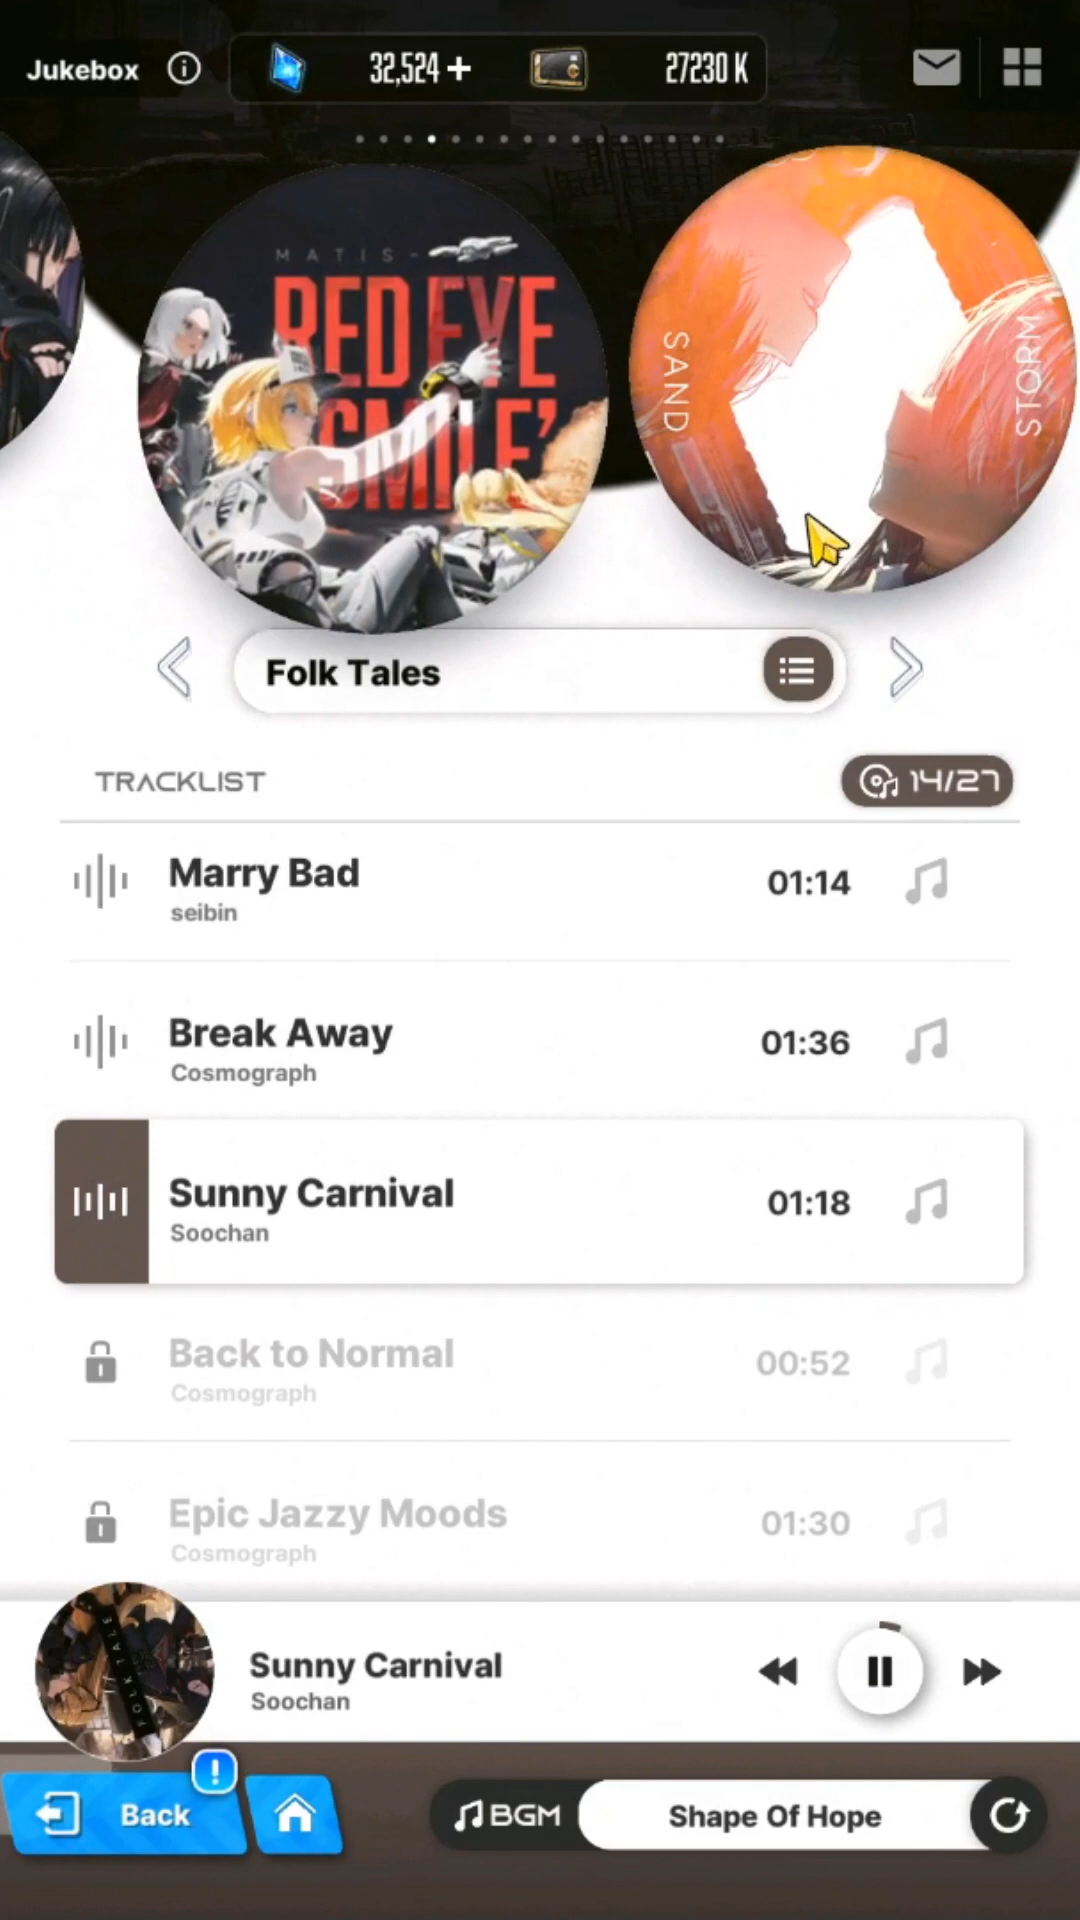 Jukebox
32,524 +
27230 K
MATIS-
RED EYE
SMILE'
SAND
STORM
Folk Tales
TRACKLIST
14/27
Marry Bad
01:14
seibin
Break Away
01:36
Cosmograph
Sunny Carnival
01:18
Soochan
Back to Normal
00:52
Cosmograph
Epic Jazzy Moods
01:30
Cosmograph
FOLK TALE
Sunny Carnival
Soochan
!
Back
BGM
Shape Of Hope